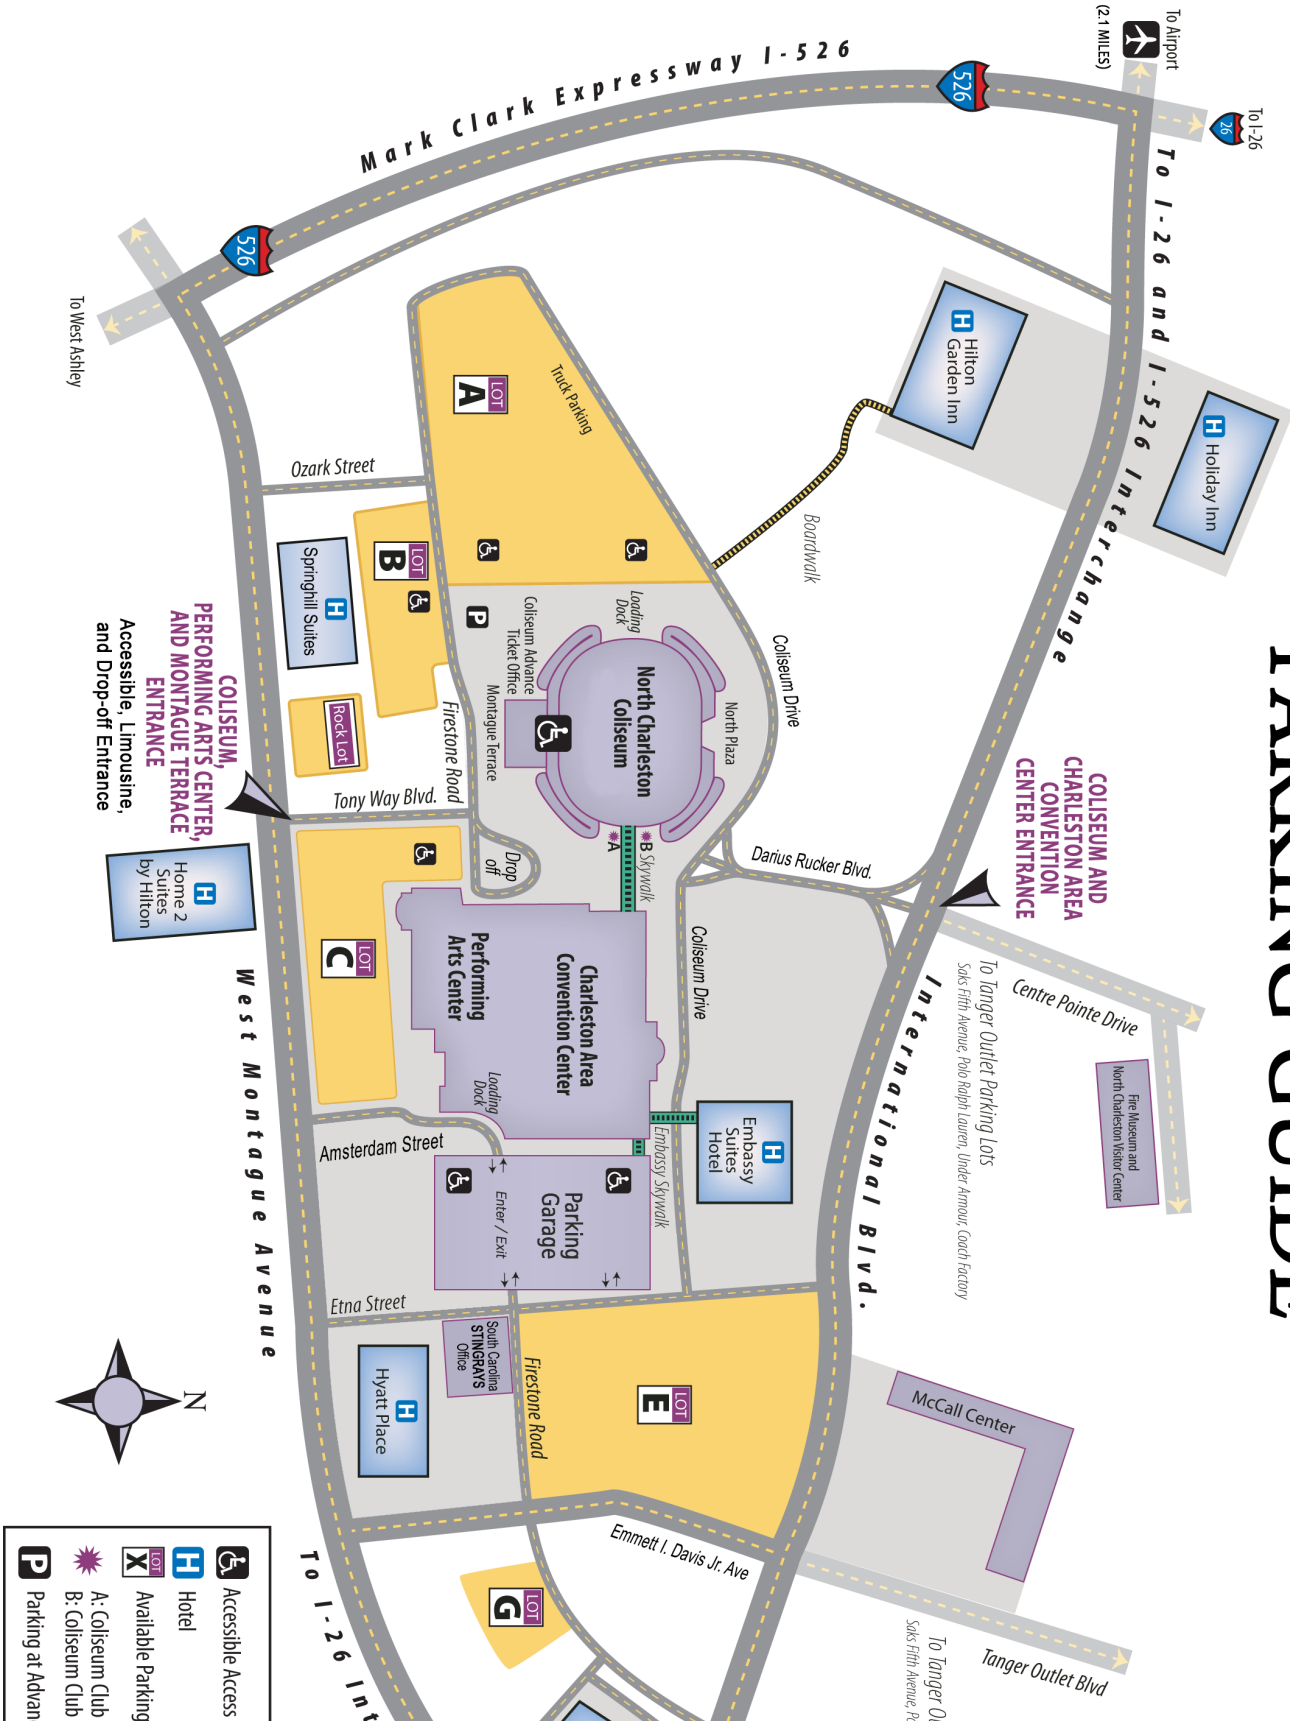 PARKING GUIDE
To Airport
(2.1 MILES)
To I-26
26
526
Mark Clark Expressway I-526
526
To West Ashley
To I-26 and I-526 Interchange
H
Hilton
Garden Inn
H Holiday Inn
Boardwalk
Truck Parking
LOT
A
Ozark Street
LOT
B
H
Springhill Suites
Rock Lot
P
Loading
Dock
Coliseum Advance
Ticket Office
Montague Terrace
North Charleston
Coliseum
North Plaza
Coliseum Drive
Firestone Road
Tony Way Blvd.
COLISEUM,
PERFORMING ARTS CENTER,
AND MONTAGUE TERRACE
ENTRANCE
Accessible, Limousine,
and Drop-off Entrance
COLISEUM AND
CHARLESTON AREA
CONVENTION
CENTER ENTRANCE
Darius Rucker Blvd.
A
B
Skywalk
Drop
off
H
Home 2
Suites
by Hilton
LOT
C
Performing
Arts Center
Charleston Area
Convention Center
Loading
Dock
Coliseum Drive
West Montague Avenue
International Blvd.
Centre Pointe Drive
To Tanger Outlet Parking Lots
Saks Fifth Avenue, Polo Ralph Lauren, Under Armour, Coach Factory
Fire Museum and
North Charleston Visitor Center
H
Embassy
Suites
Hotel
Embassy Skywalk
Amsterdam Street
Parking
Garage
Enter / Exit
Etna Street
South Carolina
STINGRAYS
Office
H
Hyatt Place
Firestone Road
LOT
E
McCall Center
Emmett I. Davis Jr. Ave
Tanger Outlet Blvd
To Tanger Ou
Saks Fifth Avenue, Po
LOT
G
To I-26 Int
N
Accessible Access
H Hotel
LOT
X Available Parking
A: Coliseum Club
B: Coliseum Club
P Parking at Advan